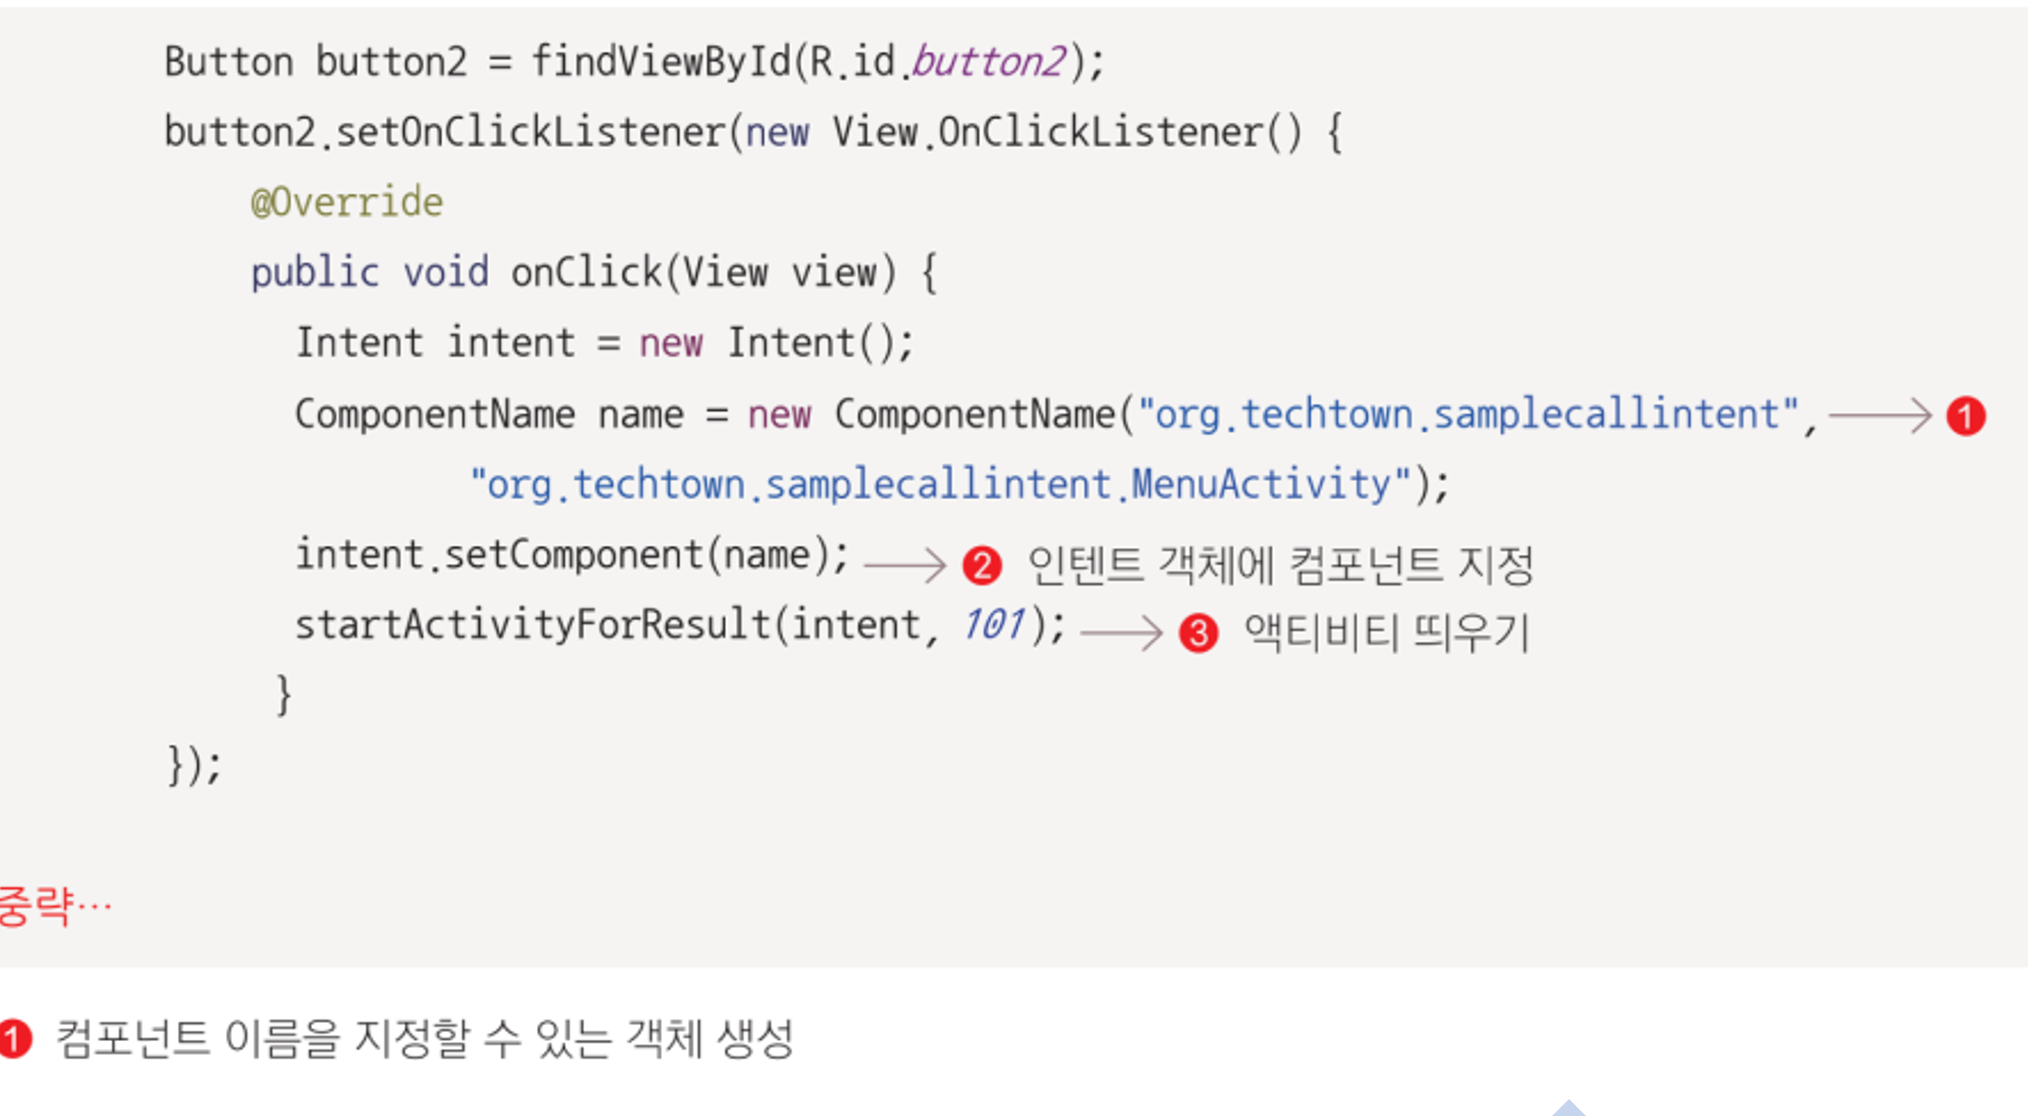 Button button2 = findViewById(R.id.button2);
button2.setOnClickListener(new View.OnClickListener() {
@Override
public void onClick(View view) {
Intent intent = new Intent();
ComponentName name = new ComponentName("org.techtown.samplecallintent", → 1
"org.techtown.samplecallintent.MenuActivity");
intent.setComponent(name); → 2 인텐트 객체에 컴포넌트 지정
startActivityForResult(intent, 101); → 3 액티비티 띄우기
}
});
중략…
1 컴포넌트 이름을 지정할 수 있는 객체 생성